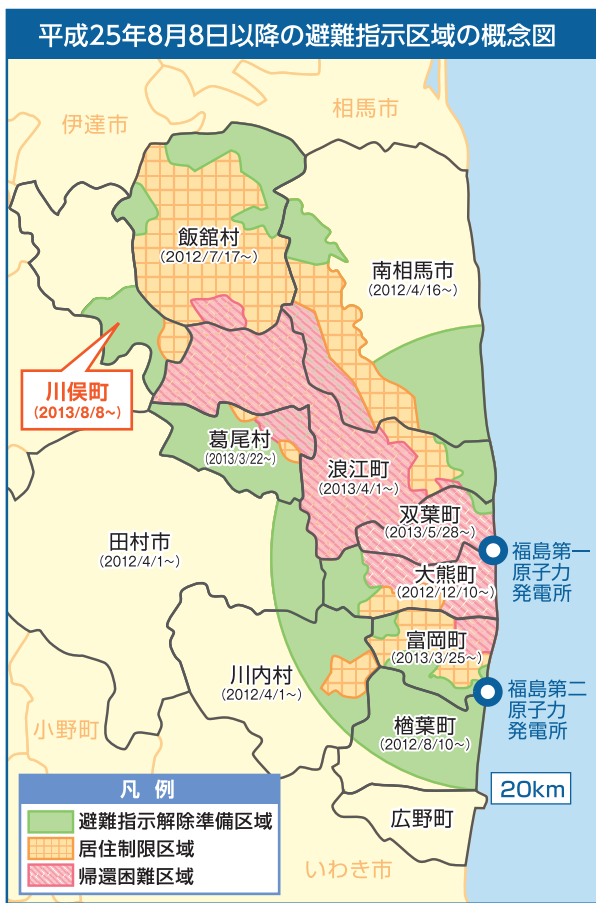 平成25年8月8日以降の避難指示区域の概念図
相馬市
伊達市
飯舘村
(2012/7/17~)
南相馬市
(2012/4/16~)
川俣町
(2013/8/8~)
葛尾村
(2013/3/22~)
浪江町
(2013/4/1~)
双葉町
(2013/5/28~)
田村市
(2012/4/1~)
福島第一
原子力
発電所
大熊町
(2012/12/10~)
富岡町
(2013/3/25~)
川内村
(2012/4/1~)
福島第二
原子力
発電所
小野町
楢葉町
(2012/8/10~)
20km
広野町
いわき市
凡 例
避難指示解除準備区域
居住制限区域
帰還困難区域